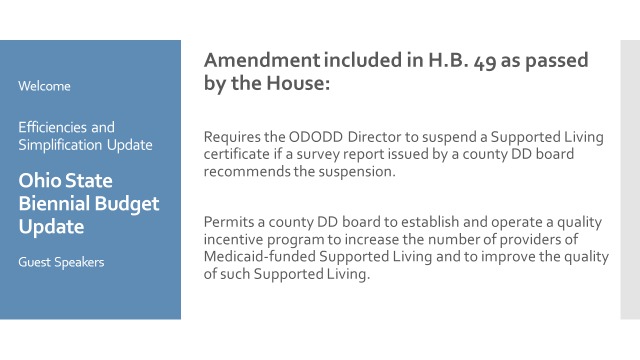 Welcome
Efficiencies and
Simplification Update
Ohio State
Biennial Budget
Update
Guest Speakers
Amendment included in H.B. 49 as passed
by the House:
Requires the ODODD Director to suspend a Supported Living
certificate if a survey report issued by a county DD board
recommends the suspension.
Permits a county DD board to establish and operate a quality
incentive program to increase the number of providers of
Medicaid-funded Supported Living and to improve the quality
of such Supported Living.